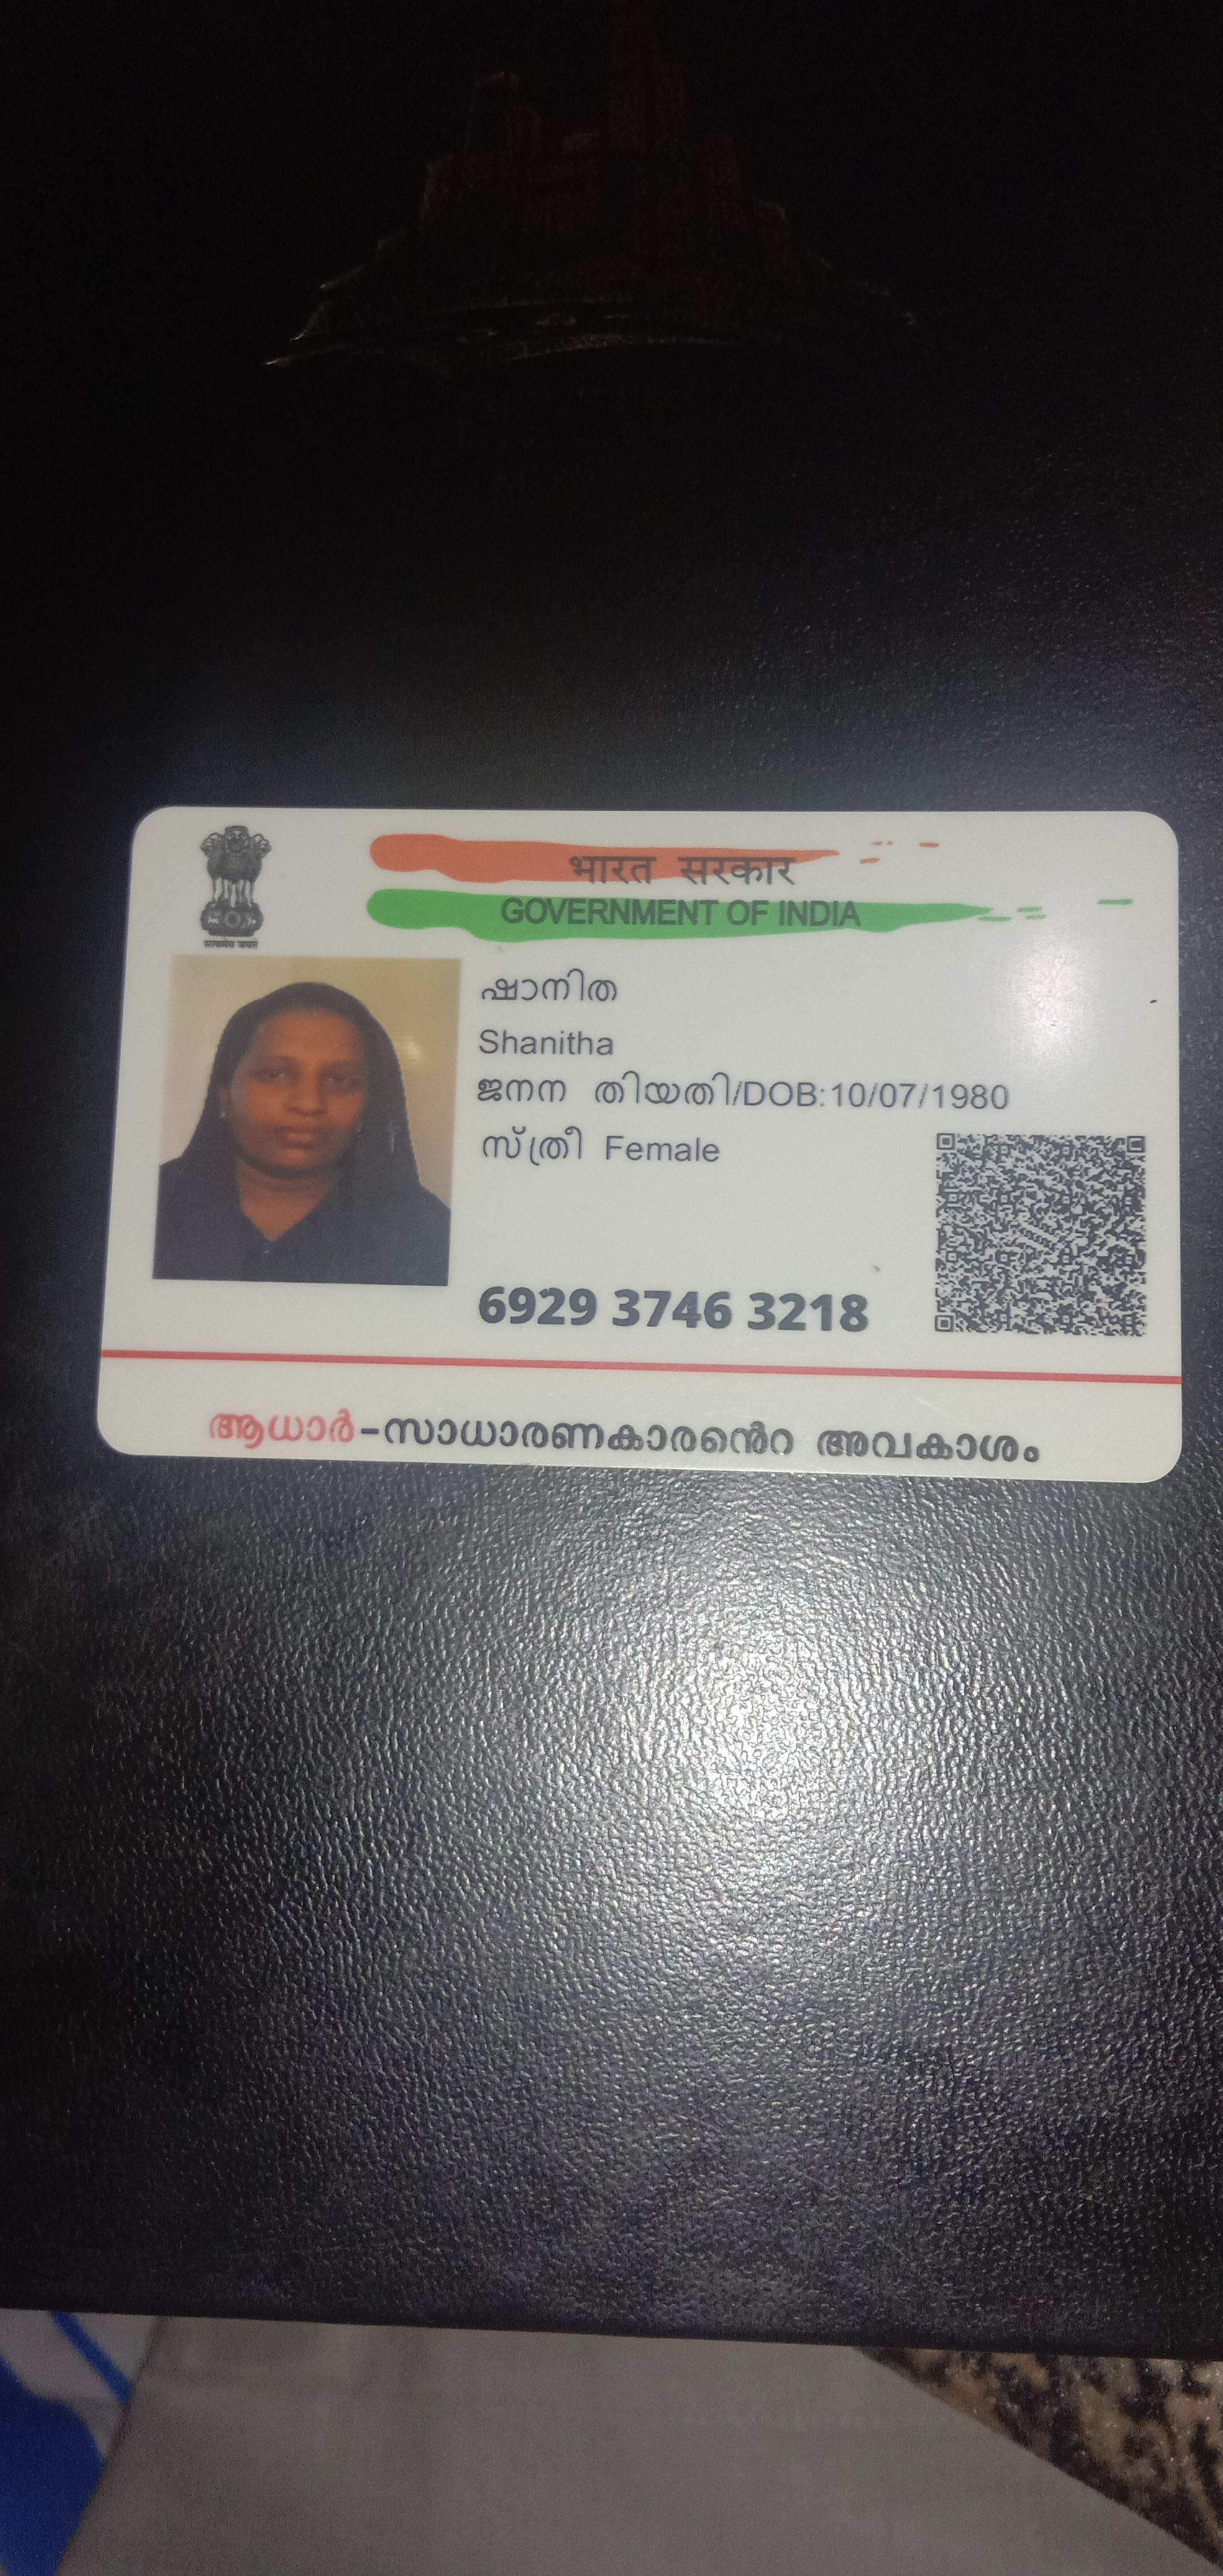 भारत सरकार
GOVERNMENT OF INDIA
सत्यमेव जयते
ഷാനിത
Shanitha
ജനന തിയതി/DOB:10/07/1980
സ്ത്രീ Female
6929 3746 3218
ആധാർ-സാധാരണകാരന്റെ അവകാശം